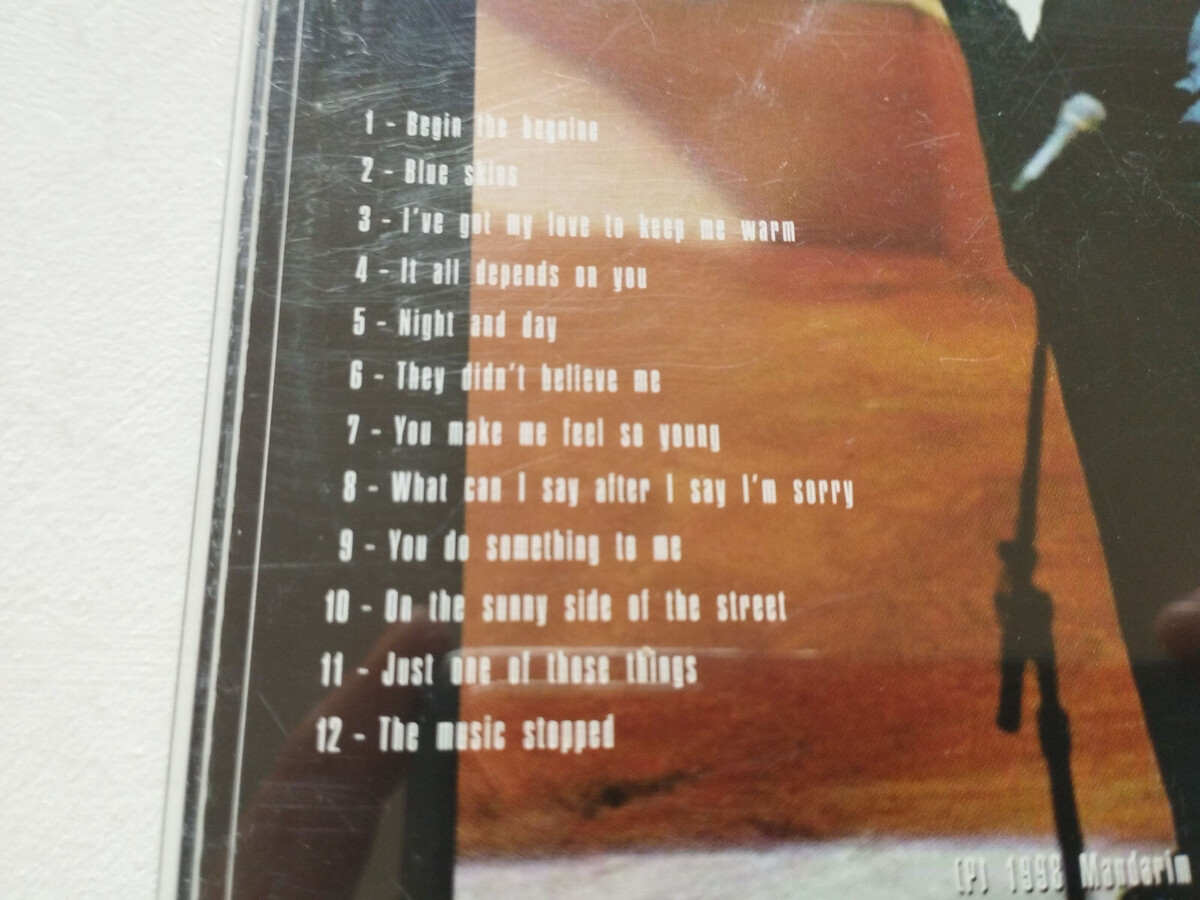 1 - Begin the beguine
2 - Blue skies
3 - I've got my love to keep me warm
4 - It all depends on you
5 - Night and day
6 - They didn't believe me
7 - You make me feel so young
8 - What can I say after I say I'm sorry
9 - You do something to me
10 - On the sunny side of the street
11 - Just one of those things
12 - The music stopped
(P) 1998 Mandarim